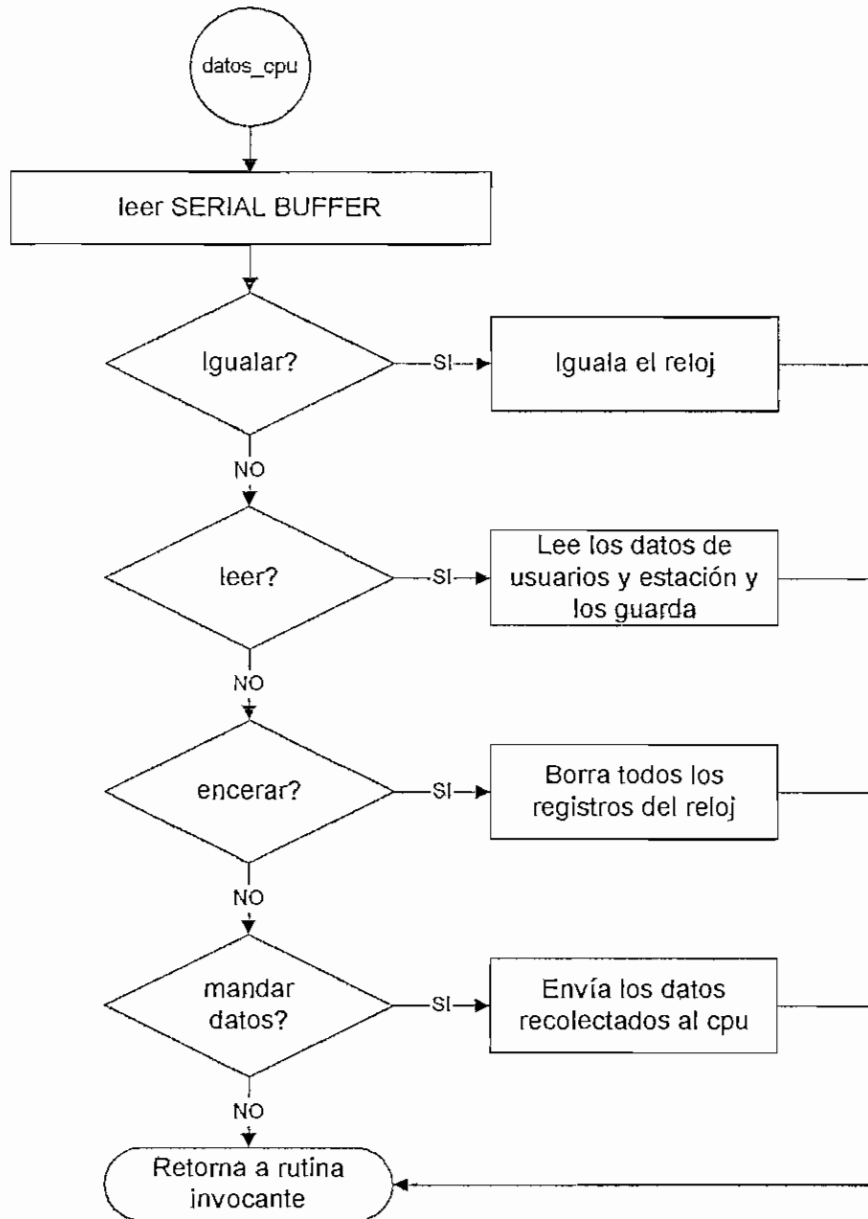 datos_cpu
leer SERIAL BUFFER
Igualar?
SI
Iguala el reloj
NO
leer?
SI
Lee los datos de
usuarios y estación y
los guarda
NO
encerar?
SI
Borra todos los
registros del reloj
NO
mandar
datos?
SI
Envía los datos
recolectados al cpu
NO
Retorna a rutina
invocante